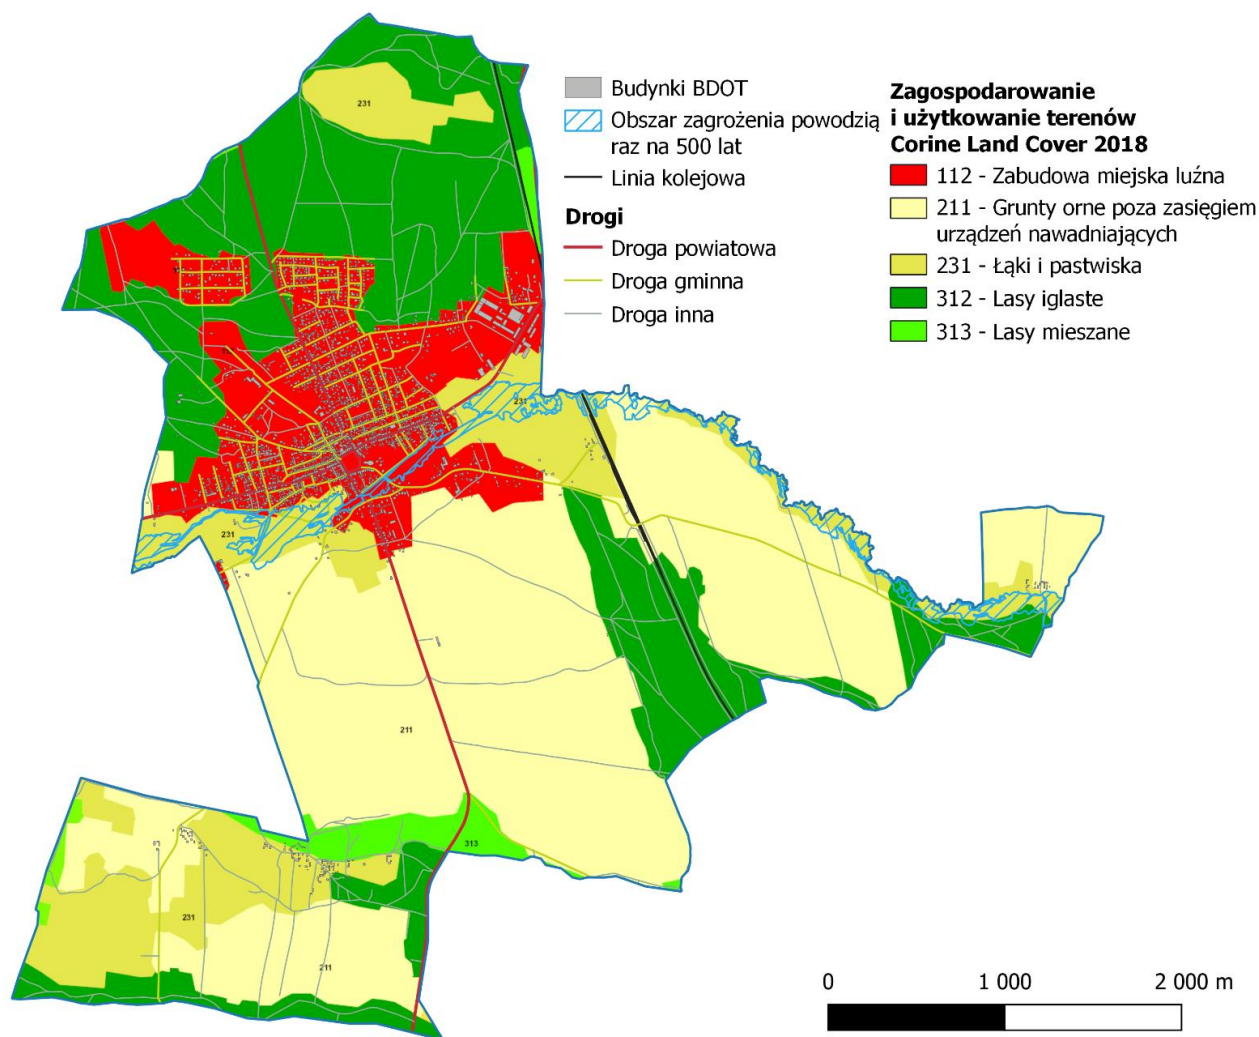 Budynki BDOT
Obszar zagrożenia powodzią
raz na 500 lat
Linia kolejowa
Drogi
Droga powiatowa
Droga gminna
Droga inna
Zagospodarowanie
i użytkowanie terenów
Corine Land Cover 2018
112 - Zabudowa miejska luźna
211 - Grunty orne poza zasięgiem
urządzeń nawadniających
231 - Łąki i pastwiska
312 - Lasy iglaste
313 - Lasy mieszane
231
231
231
211
313
231
211
0 1 000 2 000 m